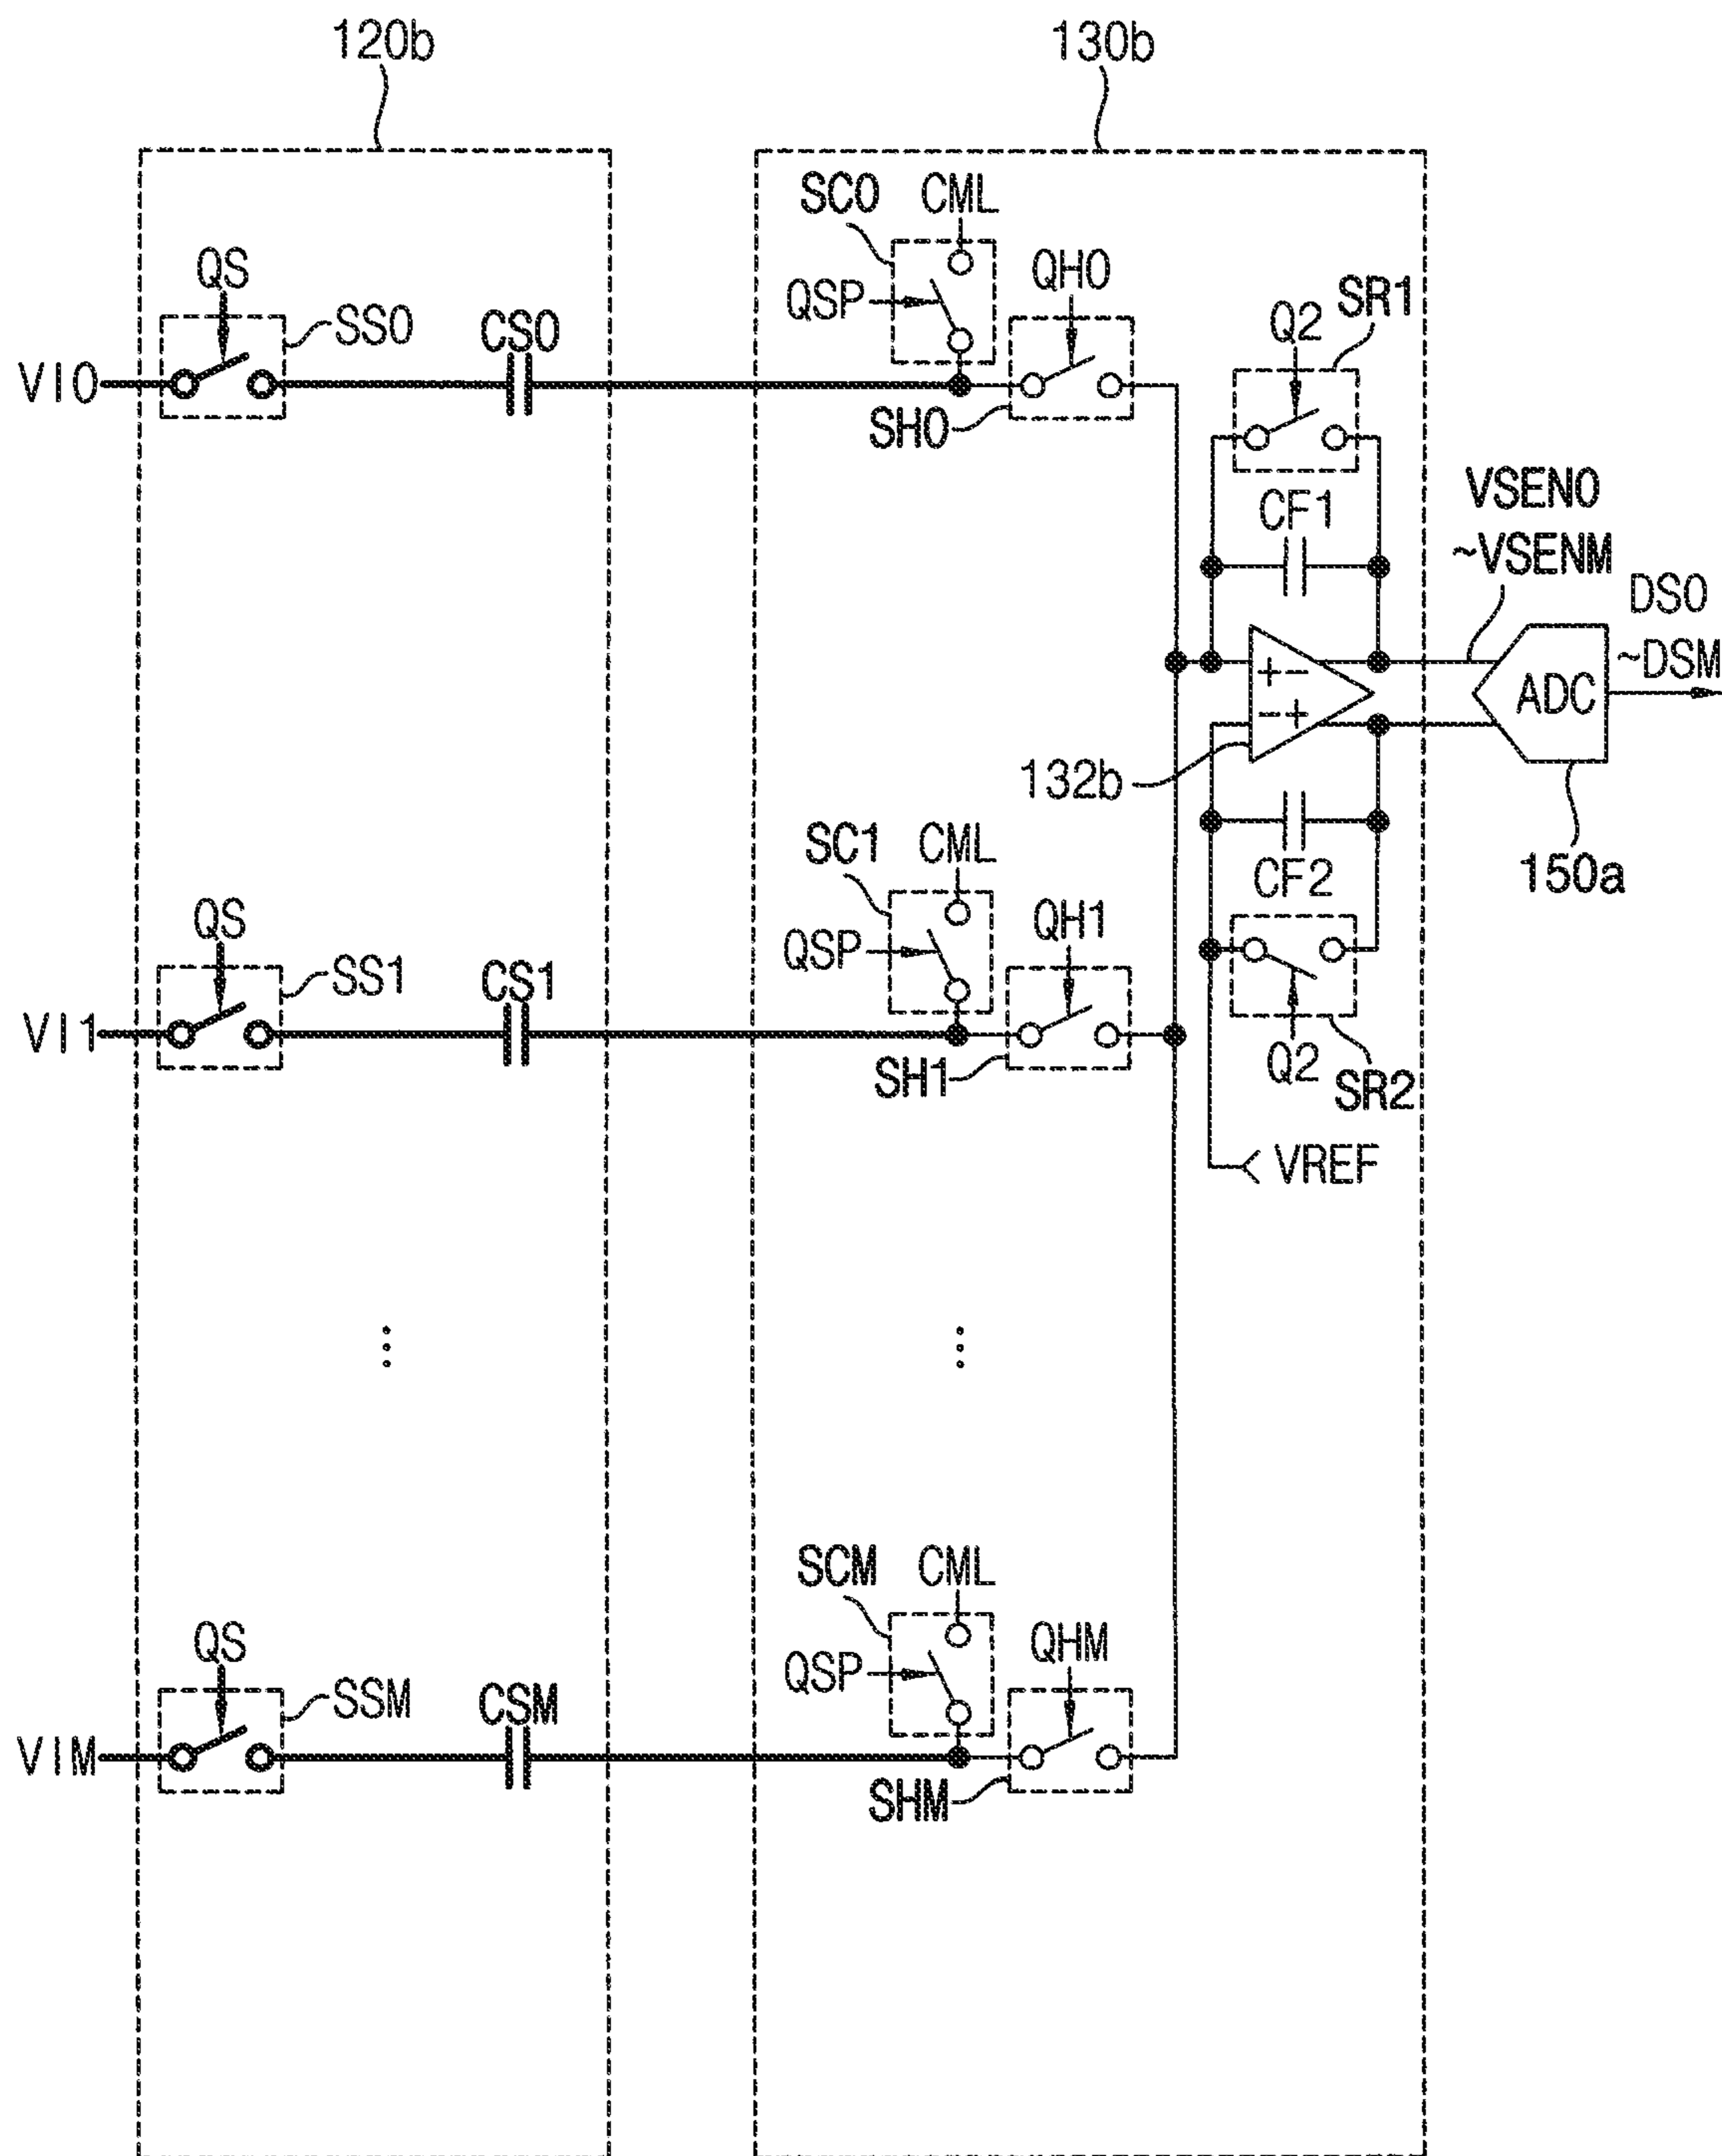 120b
130b
SC0
CML
QS
QSP
QH0
SS0
CS0
Q2
SR1
VI0
SH0
CF1
VSEN0
~VSENM
DS0
~DSM
+-
-+
ADC
132b
150a
SC1
CML
CF2
QS
QSP
QH1
SS1
CS1
VI1
SH1
Q2
SR2
VREF
SCM
CML
QS
QSP
QHM
SSM
CSM
VIM
SHM